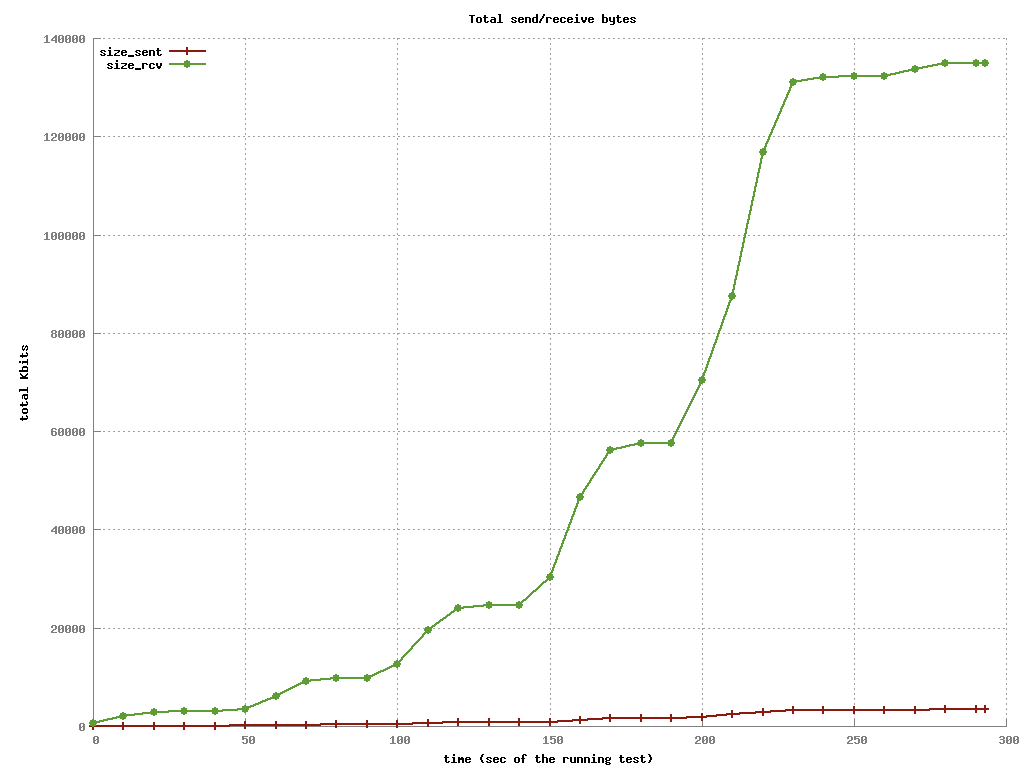 Total send/receive bytes
size_sent
size_rcv
140000
120000
100000
80000
60000
40000
20000
0
total Kbits
0 50 100 150 200 250 300
time (sec of the running test)